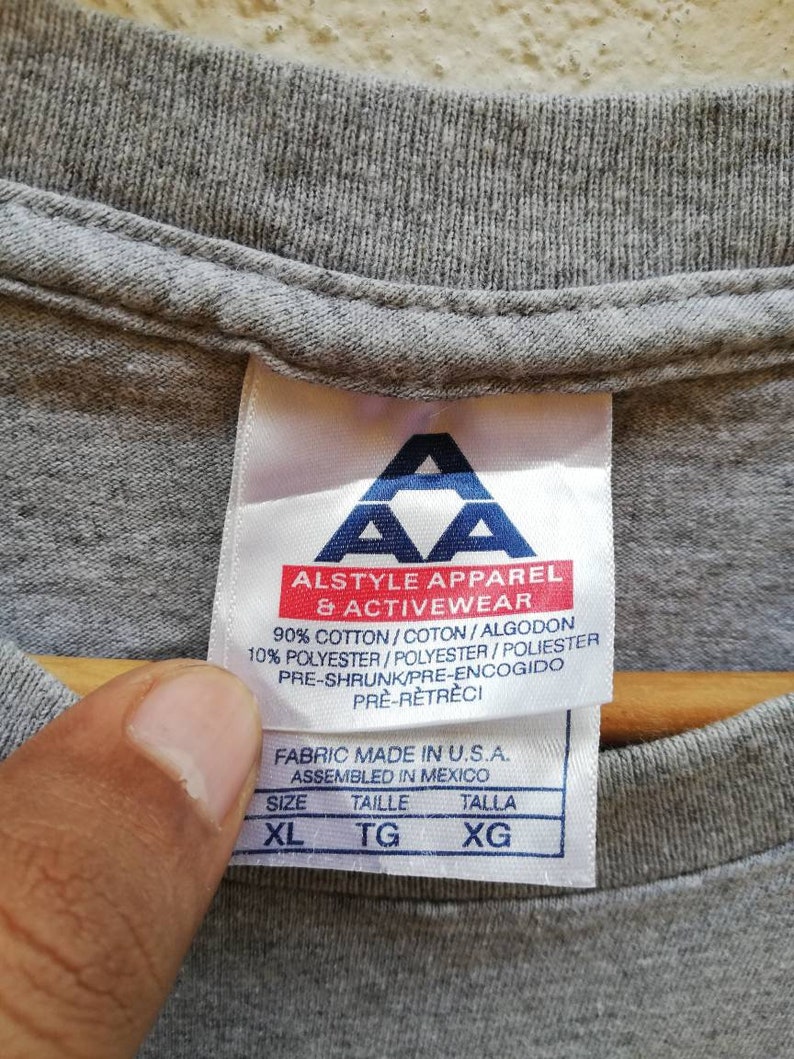 A
AA
ALSTYLE APPAREL
& ACTIVEWEAR
90% COTTON / COTON / ALGODON
10% POLYESTER / POLYESTER / POLIESTER
PRE-SHRUNK/PRE-ENCOGIDO
PRÈ-RÈTRÈCI
FABRIC MADE IN U.S.A.
ASSEMBLED IN MEXICO
SIZE TAILLE TALLA
XL TG XG